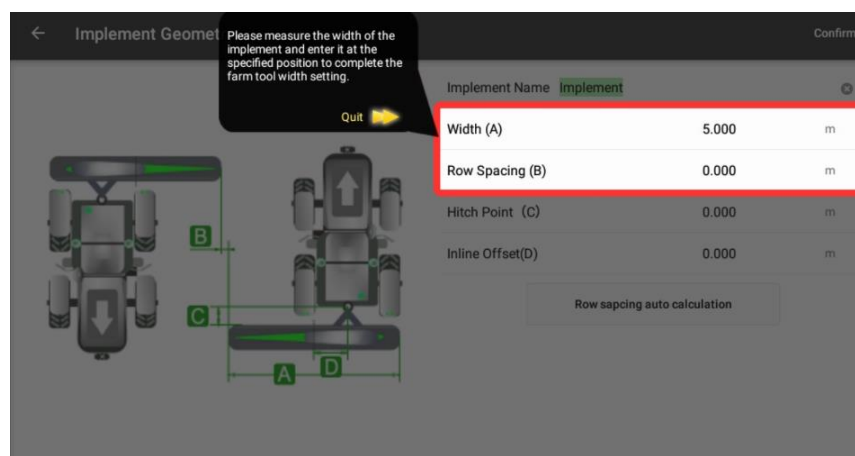 Implement Geomet
Confirm
Please measure the width of the
implement and enter it at the
specified position to complete the
farm tool width setting.
Quit
Implement Name Implement
Width (A) 5.000 m
Row Spacing (B) 0.000 m
Hitch Point（C） 0.000 m
Inline Offset(D) 0.000 m
Row sapcing auto calculation
B
C
A
D